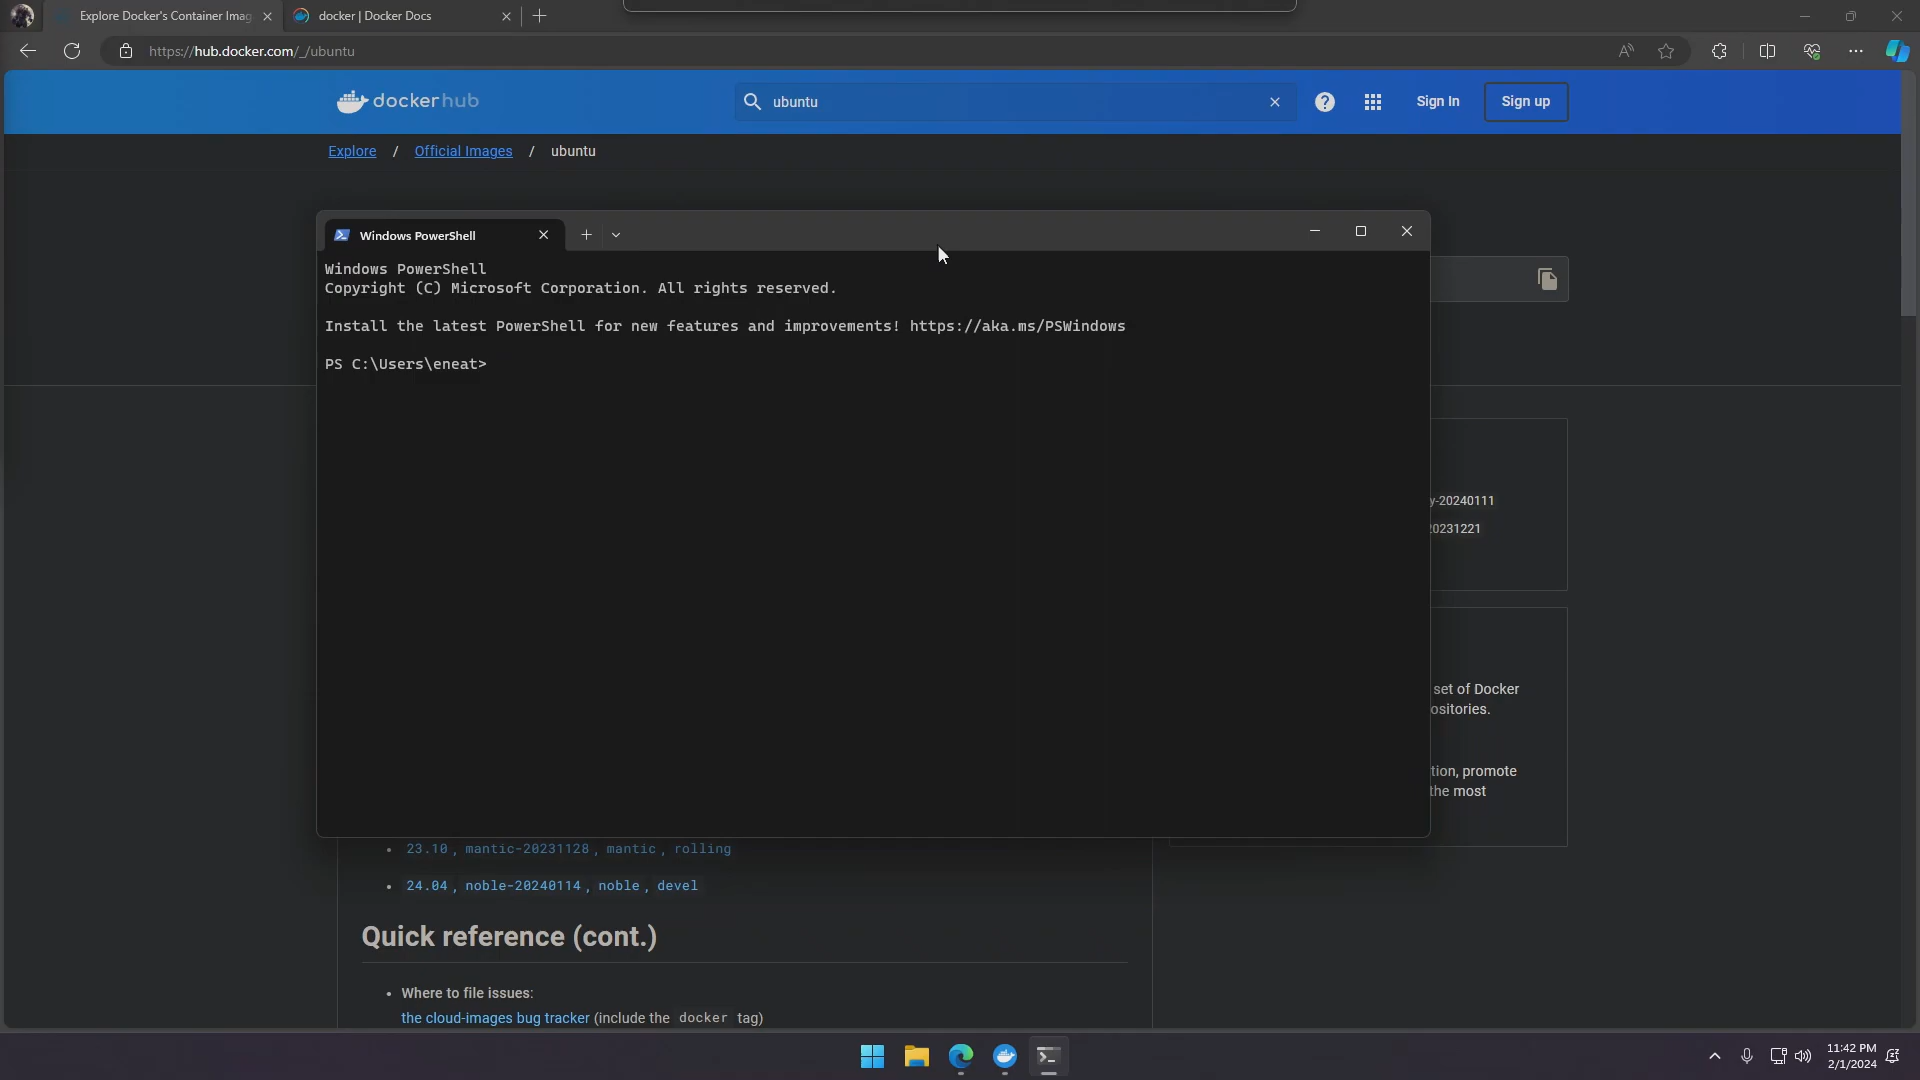 Explore Docker's Container Imag
docker | Docker Docs
https://hub.docker.com/_/ubuntu
docker hub
ubuntu
Sign In
Sign up
Explore / Official Images / ubuntu
Windows PowerShell
Windows PowerShell
Copyright (C) Microsoft Corporation. All rights reserved.
Install the latest PowerShell for new features and improvements! https://aka.ms/PSWindows
PS C:\Users\eneat>
y-20240111
20231221
set of Docker
ositories.
tion, promote
the most
23.10, mantic-20231128, mantic, rolling
24.04, noble-20240114, noble, devel
Quick reference (cont.)
Where to file issues:
the cloud-images bug tracker (include the docker tag)
11:42 PM
2/1/2024